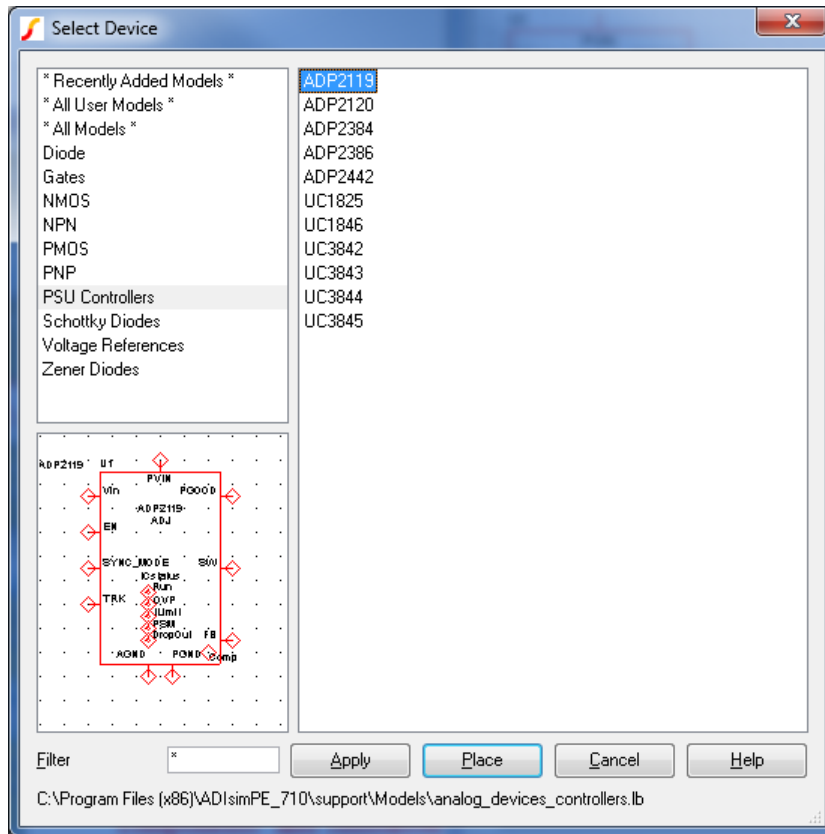 Select Device
* Recently Added Models *
* All User Models *
* All Models *
Diode
Gates
NMOS
NPN
PMOS
PNP
PSU Controllers
Schottky Diodes
Voltage References
Zener Diodes
ADP2119
ADP2120
ADP2384
ADP2386
ADP2442
UC1825
UC1846
UC3842
UC3843
UC3844
UC3845
ADP2119 U1
PVIN
Vin PGOOD
ADP2119
EN ADJ
SYNC_MODE SW
ICstatus
Run
TRK OVP
PSM
DropOut FB
AGND PGND Comp
Filter * Apply Place Cancel Help
C:\Program Files (x86)\ADIsimPE_710\support\Models\analog_devices_controllers.lb